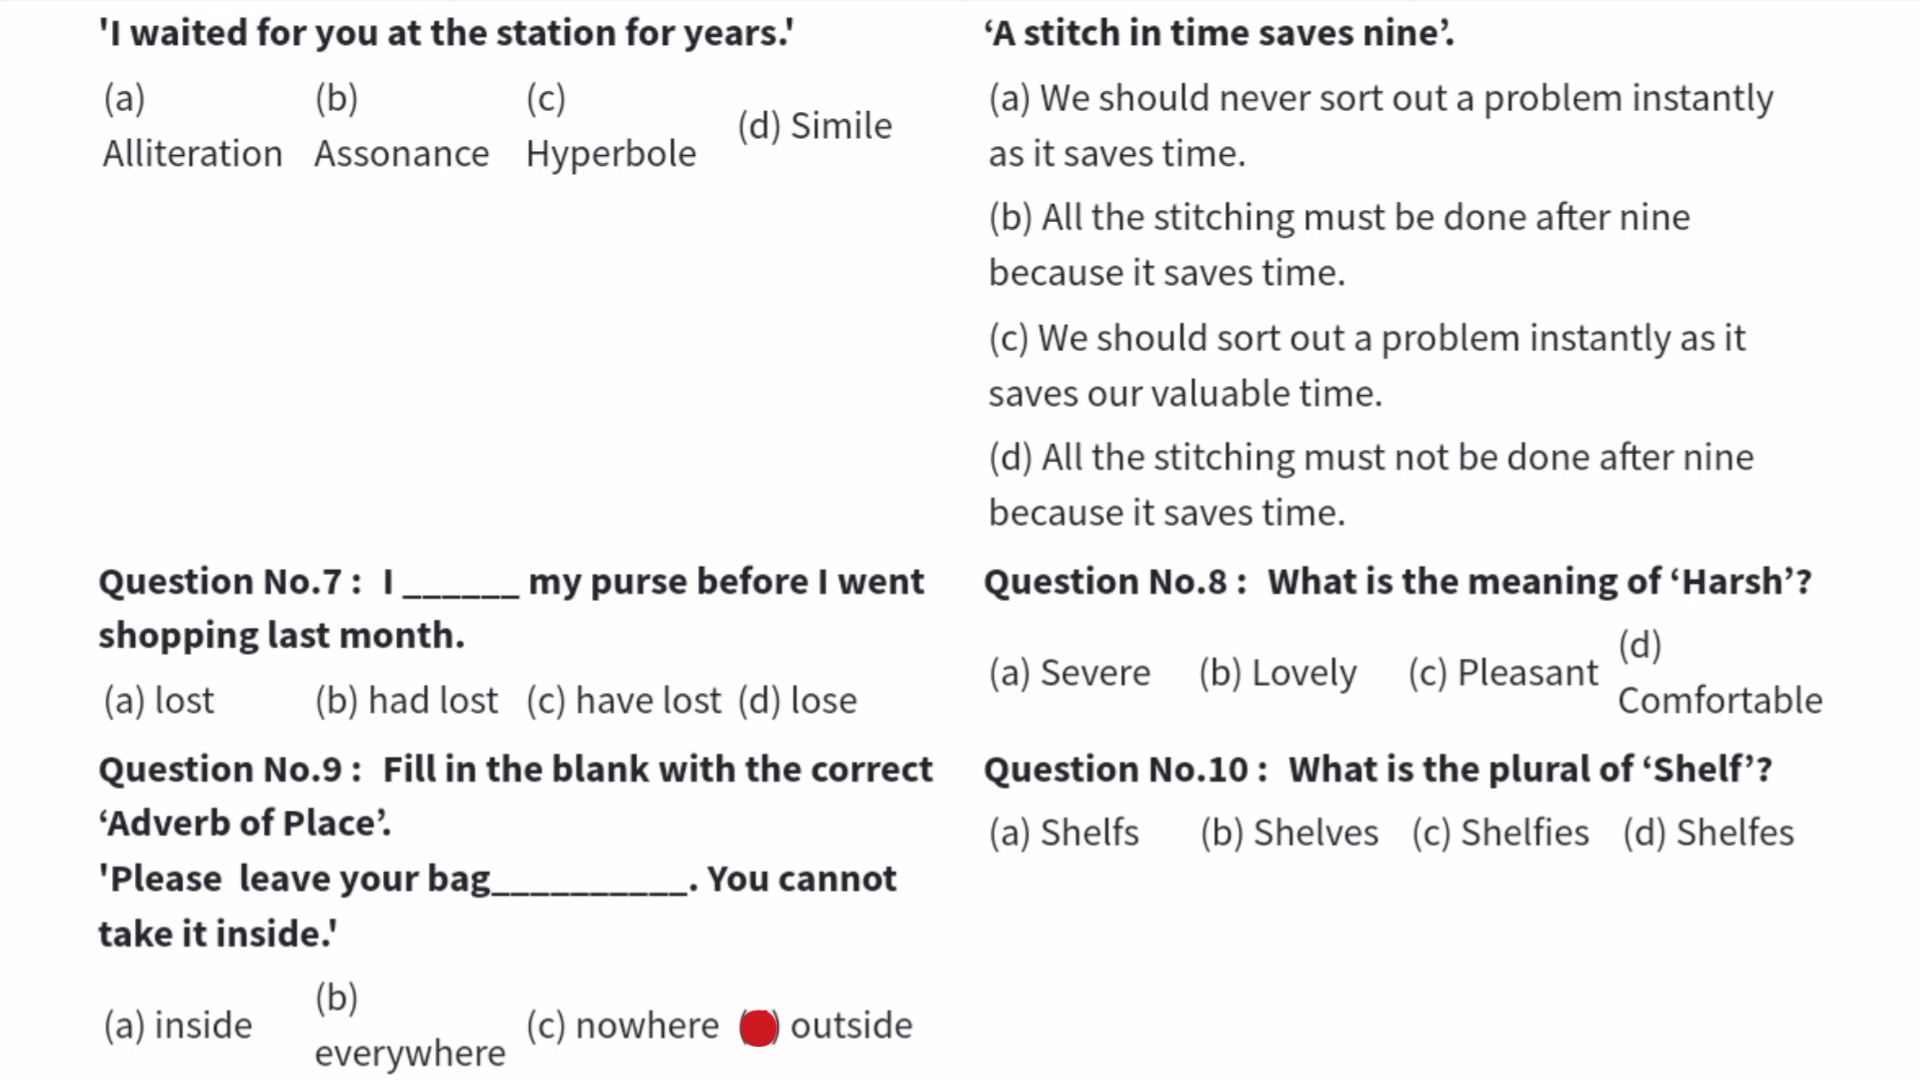 'I waited for you at the station for years.'
(a)
Alliteration
(b)
Assonance
(c)
Hyperbole
(d) Simile
‘A stitch in time saves nine’.
(a) We should never sort out a problem instantly
as it saves time.
(b) All the stitching must be done after nine
because it saves time.
(c) We should sort out a problem instantly as it
saves our valuable time.
(d) All the stitching must not be done after nine
because it saves time.
Question No.7 : I ______ my purse before I went
shopping last month.
(a) lost (b) had lost (c) have lost (d) lose
Question No.8 : What is the meaning of ‘Harsh’?
(a) Severe (b) Lovely (c) Pleasant (d)
Comfortable
Question No.9 : Fill in the blank with the correct
‘Adverb of Place’.
'Please leave your bag__________. You cannot
take it inside.'
(a) inside
(b)
everywhere
(c) nowhere
( ) outside
Question No.10 : What is the plural of ‘Shelf’?
(a) Shelfs (b) Shelves (c) Shelfies (d) Shelfes